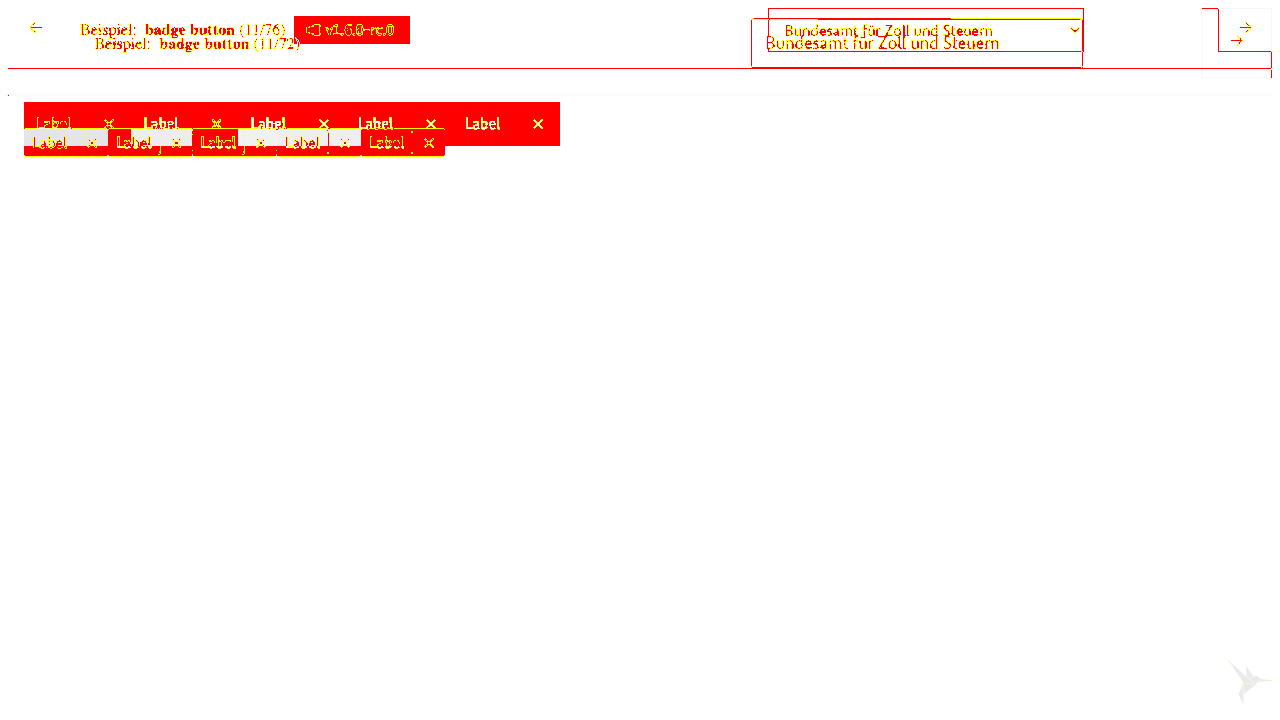 Beispiel: badge button (11/76) v1.6.0-rc.0 Bundesamt für Zoll und Steuern
Beispiel: badge button (11/72) Bundesamt für Zoll und Steuern
Label Label Label Label Label
Label Label Label Label Label